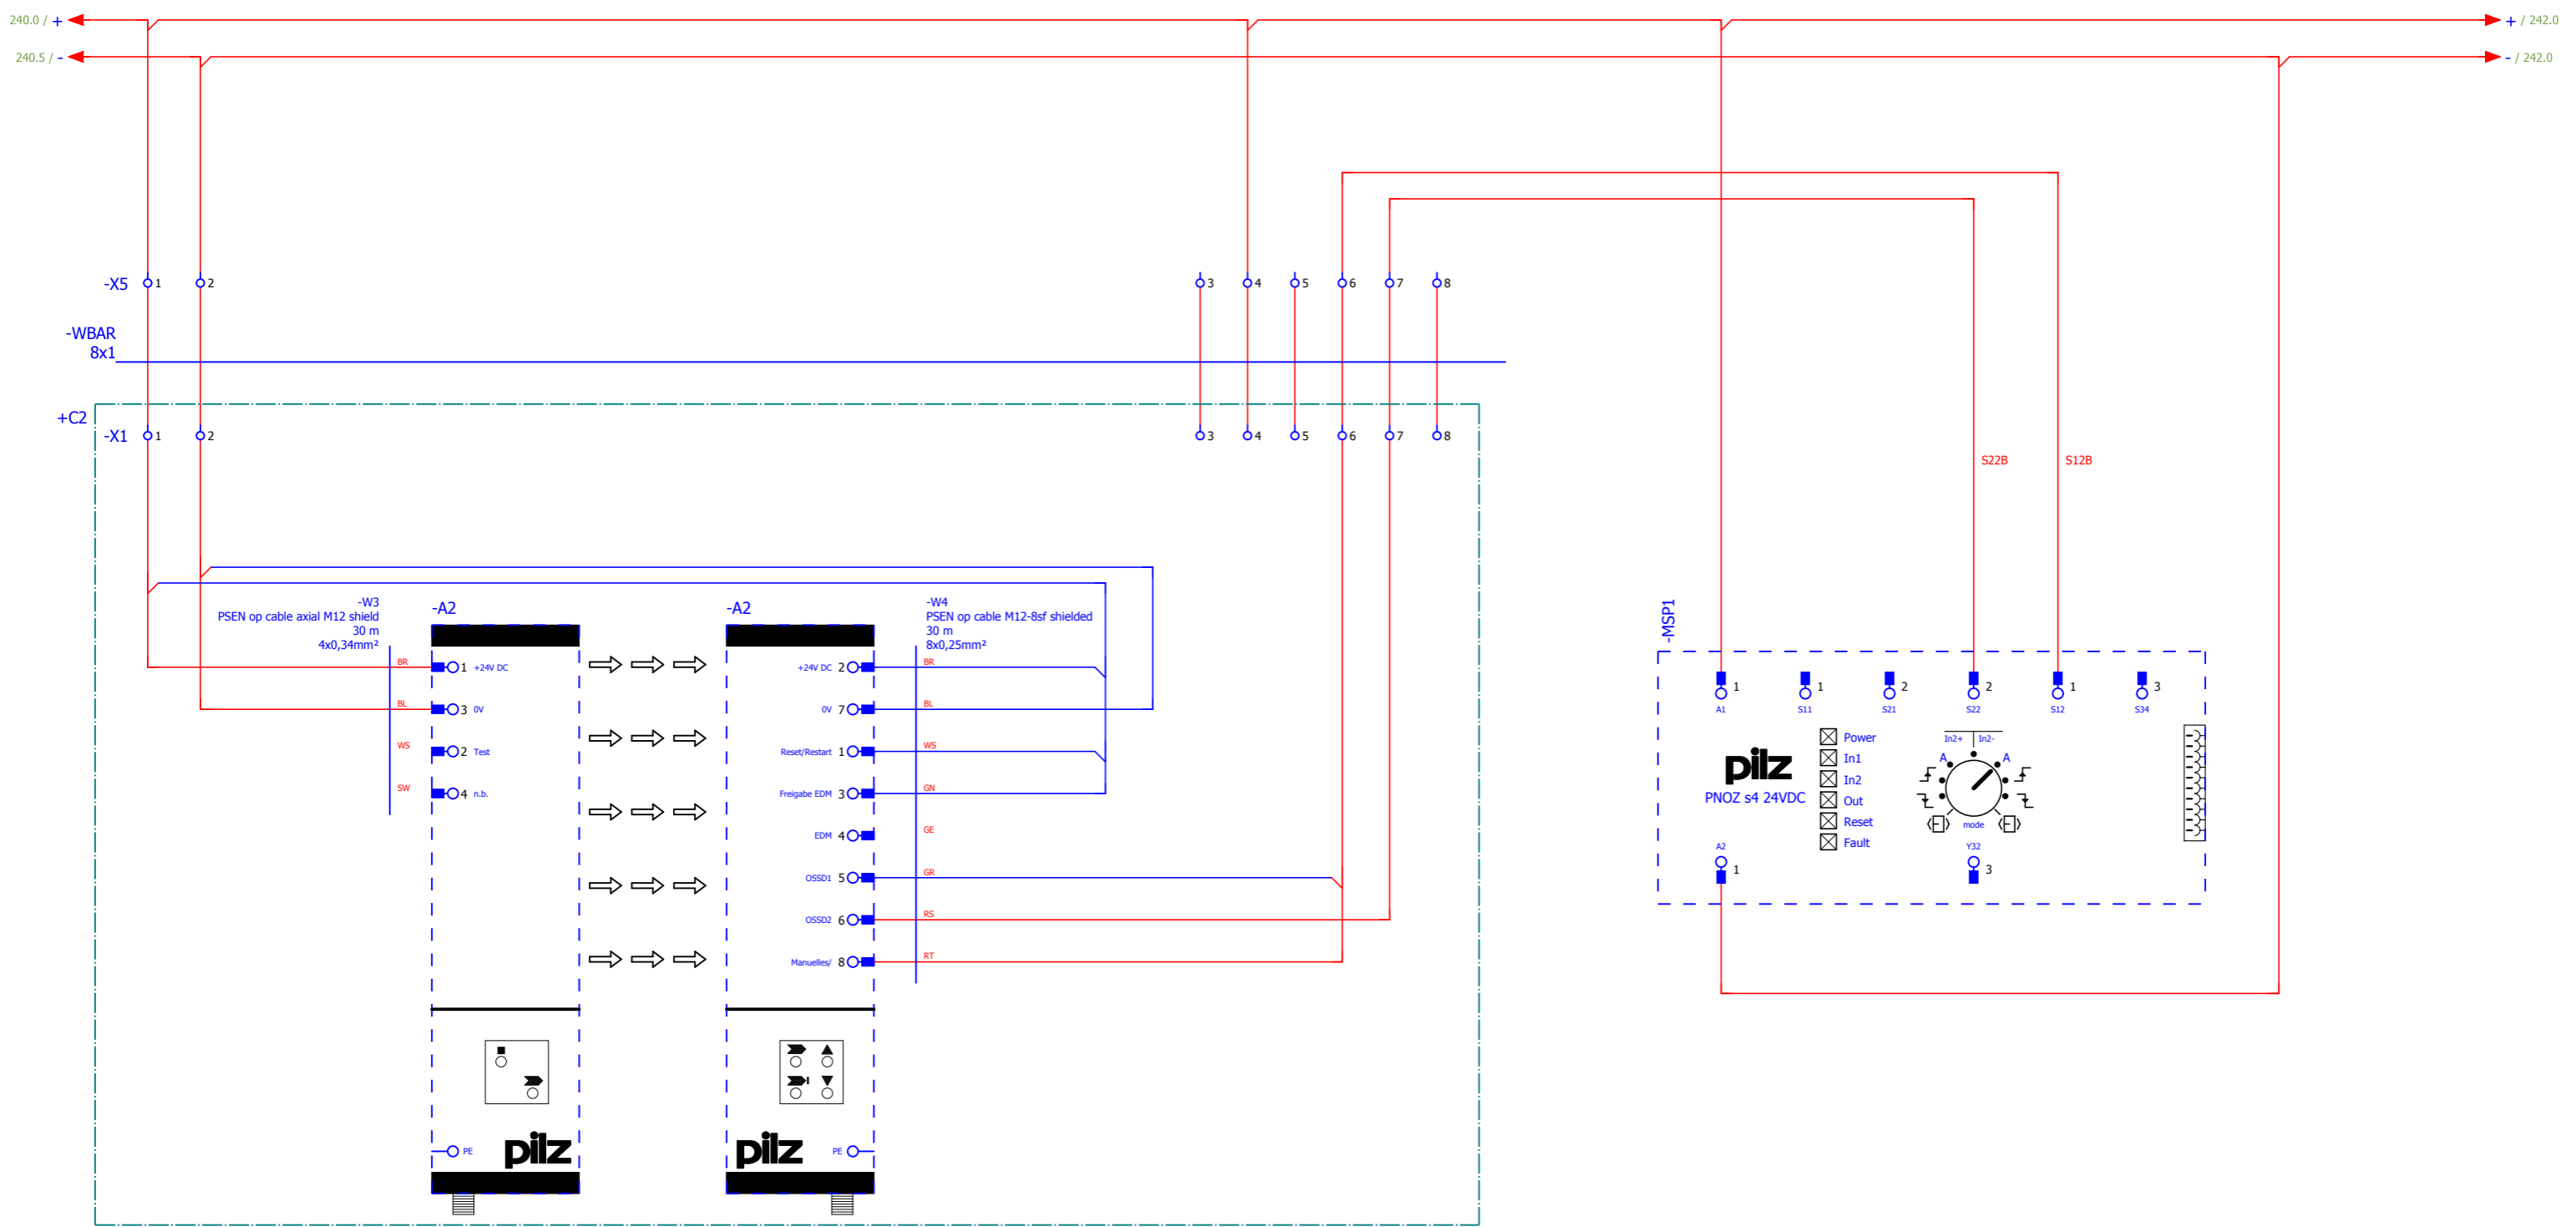 240.0 / +
+ / 242.0
240.5 / -
- / 242.0
-X5 1 2 3 4 5 6 7 8
-WBAR
8x1
+C2
-X1 1 2 3 4 5 6 7 8
S22B S12B
-W3
PSEN op cable axial M12 shield
30 m
4x0,34mm²
-A2
-A2
-W4
PSEN op cable M12-8sf shielded
30 m
8x0,25mm²
BR 1 +24V DC
BL 3 0V
WS 2 Test
SW 4 n.b.
PE
pilz
+24V DC 2 BR
0V 7 BL
Reset/Restart 1 WS
Freigabe EDM 3 GN
EDM 4 GE
OSSD1 5 GR
OSSD2 6 RS
Manuelles/ 8 RT
pilz
PE
-MSP1
1 1 2 2 1 3
A1 S11 S21 S22 S12 S34
pilz
PNOZ s4 24VDC
Power
In1
In2
Out
Reset
Fault
In2+ In2-
A A
mode
A2
1
Y32
3